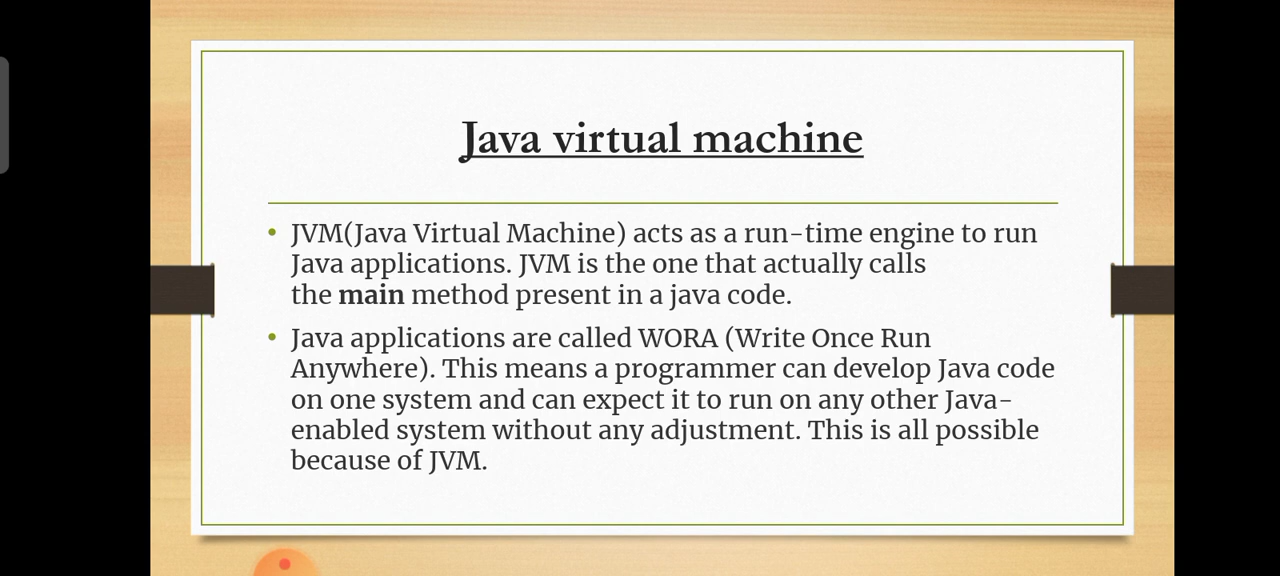 Java virtual machine
JVM(Java Virtual Machine) acts as a run-time engine to run
Java applications. JVM is the one that actually calls
the main method present in a java code.
Java applications are called WORA (Write Once Run
Anywhere). This means a programmer can develop Java code
on one system and can expect it to run on any other Java-
enabled system without any adjustment. This is all possible
because of JVM.